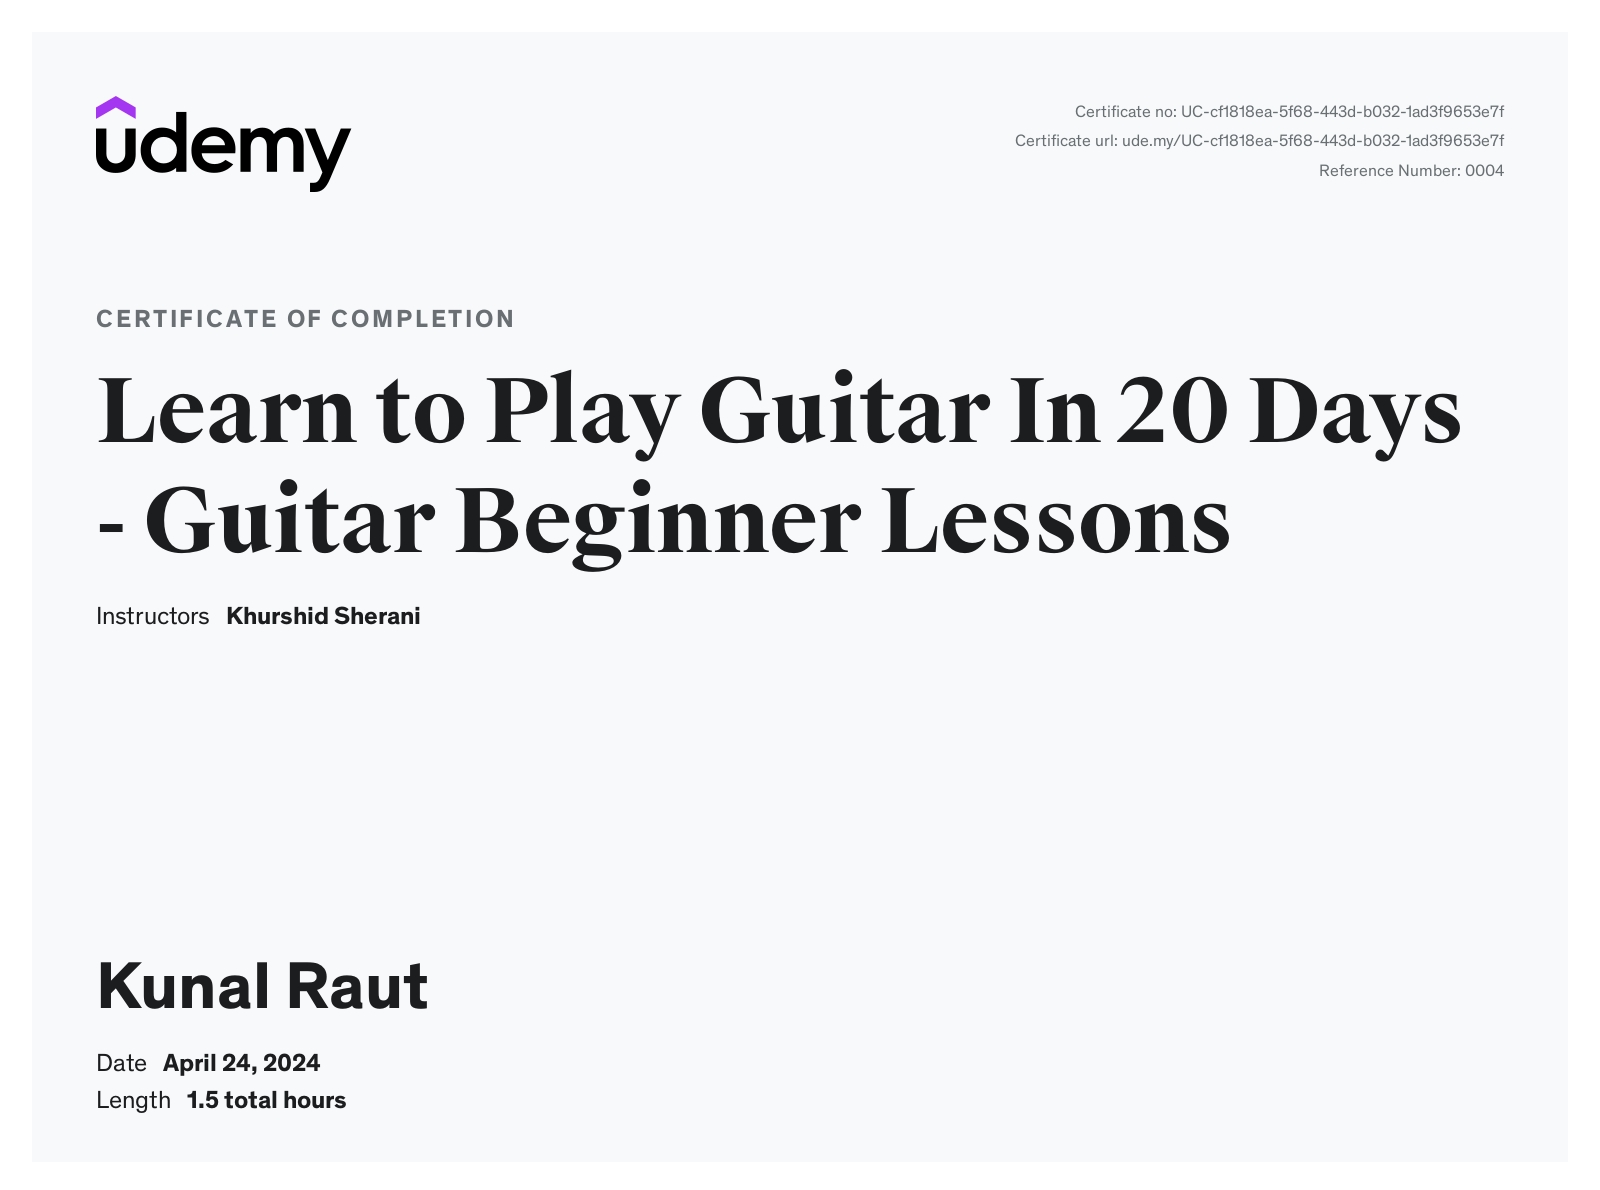 udemy
Certificate no: UC-cf1818ea-5f68-443d-b032-1ad3f9653e7f
Certificate url: ude.my/UC-cf1818ea-5f68-443d-b032-1ad3f9653e7f
Reference Number: 0004
CERTIFICATE OF COMPLETION
Learn to Play Guitar In 20 Days
- Guitar Beginner Lessons
Instructors Khurshid Sherani
Kunal Raut
Date April 24, 2024
Length 1.5 total hours